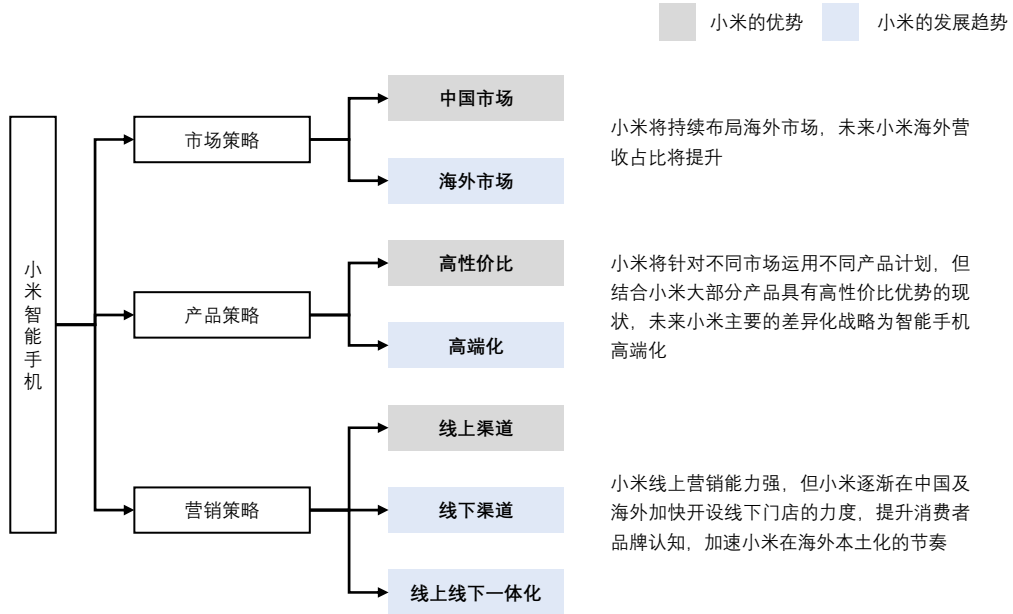 小米的优势
小米的发展趋势
小米智能手机
市场策略
中国市场
海外市场
小米将持续布局海外市场，未来小米海外营
收占比将提升
产品策略
高性价比
高端化
小米将针对不同市场运用不同产品计划，但
结合小米大部分产品具有高性价比优势的现
状，未来小米主要的差异化战略为智能手机
高端化
营销策略
线上渠道
线下渠道
线上线下一体化
小米线上营销能力强，但小米逐渐在中国及
海外加快开设线下门店的力度，提升消费者
品牌认知，加速小米在海外本土化的节奏